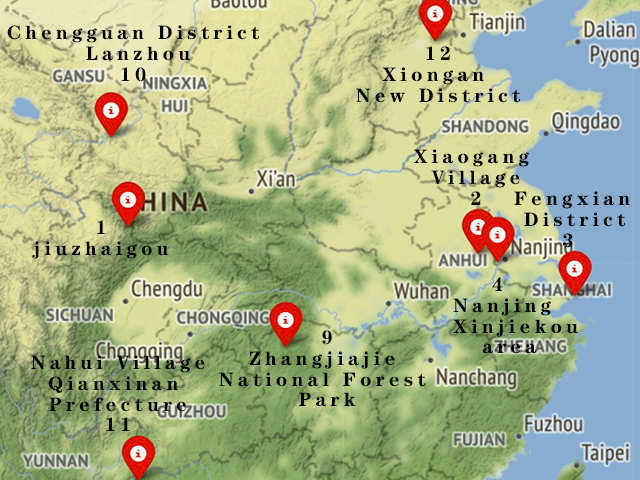 Baotou
NG
Tianjin
Dalian
Pyong
Chengguan District
Lanzhou
10
GANSU
NINGXIA
HUI
12
Xiongan
New District
SHANDONG
Qingdao
Xi'an
Xiaogang
Village
2
Fengxian
District
3
HINA
1
jiuzhaigou
Nanjing
ANHUI
SHANGHAI
4
Nanjing
Xinjiekou
area
ZHEJIANG
Chengdu
SICHUAN
CHONGQING
Chongqing
Wuhan
9
Zhangjiajie
National Forest
Park
Nanchang
Nahui Village
Qianxinan
Prefecture
11
GUIZHOU
YUNNAN
FUJIAN
Fuzhou
Taipei